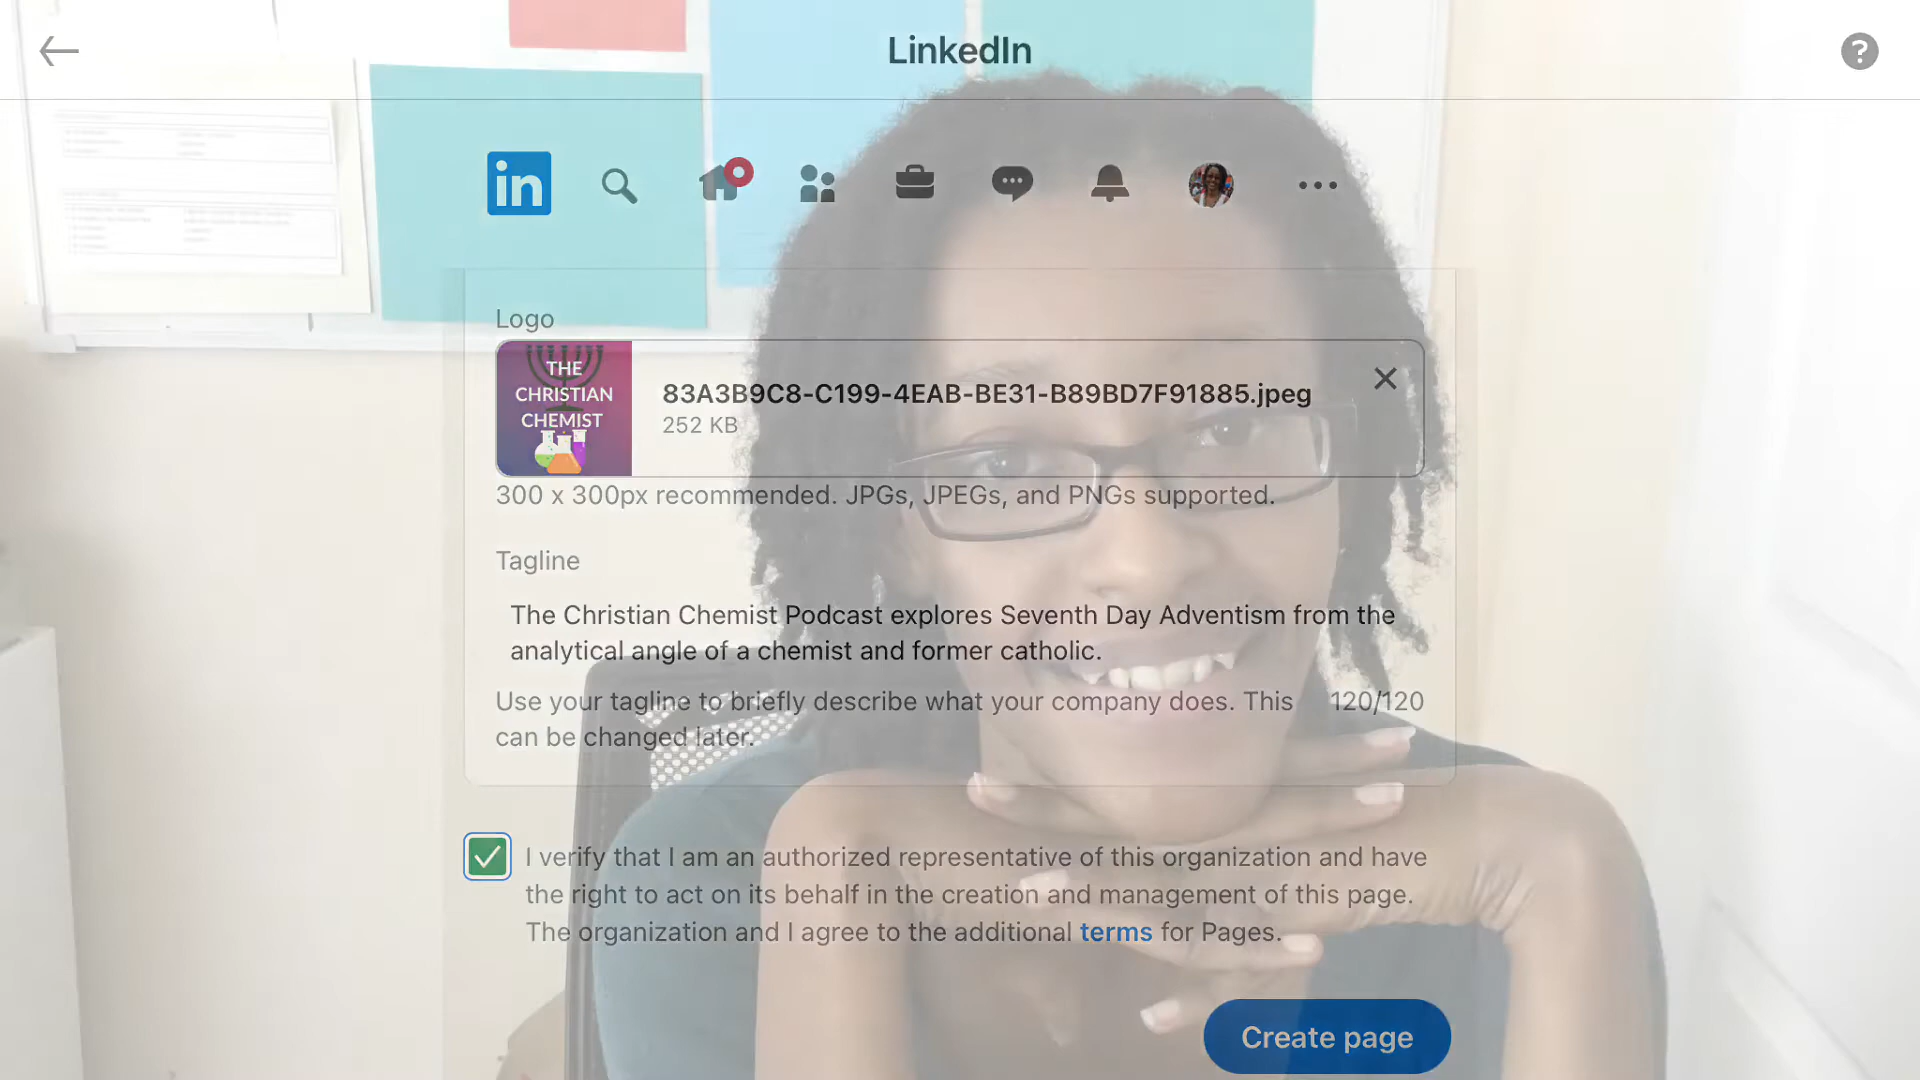 LinkedIn
?
in
Logo
THE
CHRISTIAN
CHEMIST
83A3B9C8-C199-4EAB-BE31-B89BD7F91885.jpeg
252 KB
300 x 300px recommended. JPGs, JPEGs, and PNGs supported.
Tagline
The Christian Chemist Podcast explores Seventh Day Adventism from the
analytical angle of a chemist and former catholic.
Use your tagline to briefly describe what your company does. This 120/120
can be changed later.
I verify that I am an authorized representative of this organization and have
the right to act on its behalf in the creation and management of this page.
The organization and I agree to the additional terms for Pages.
Create page